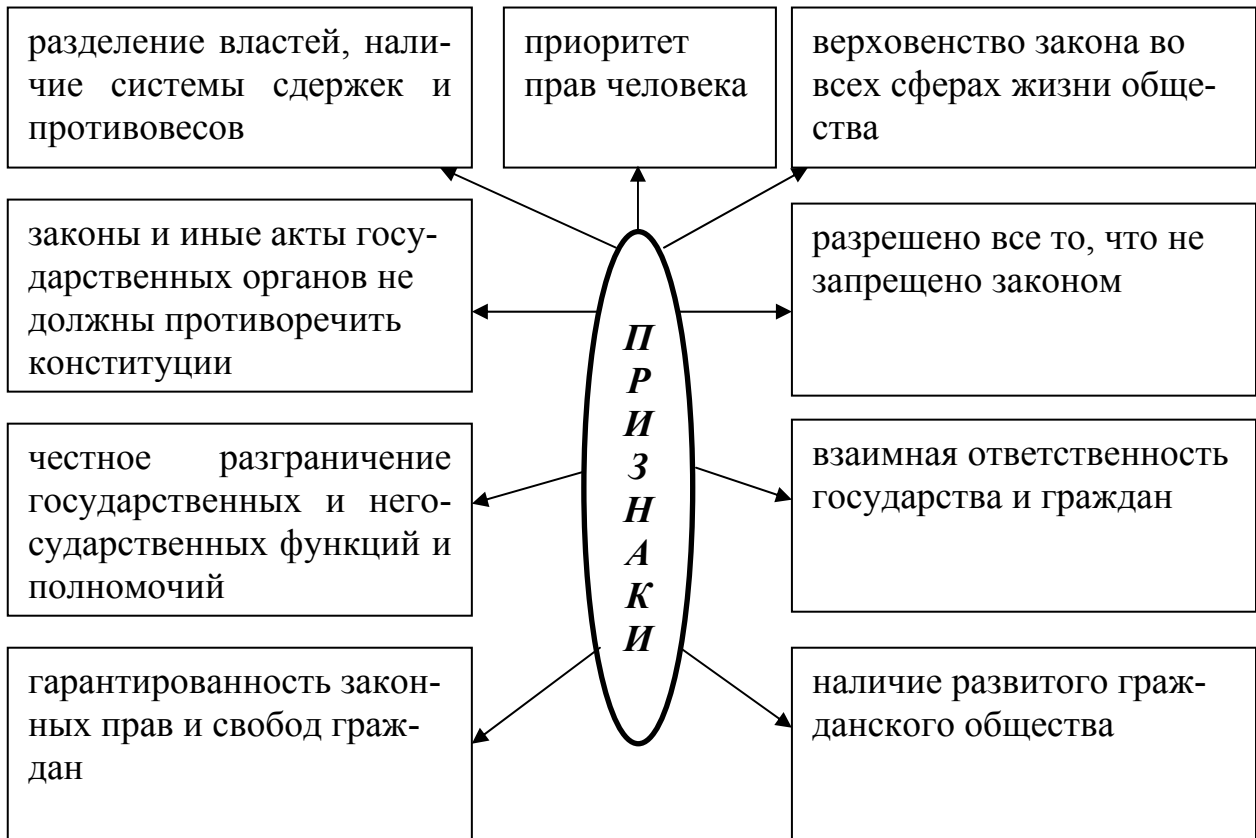 разделение властей, нали-
чие системы сдержек и
противовесов
приоритет
прав человека
верховенство закона во
всех сферах жизни обще-
ства
законы и иные акты госу-
дарственных органов не
должны противоречить
конституции
разрешено все то, что не
запрещено законом
П
Р
И
З
Н
А
К
И
честное разграничение
государственных и него-
сударственных функций и
полномочий
взаимная ответственность
государства и граждан
гарантированность закон-
ных прав и свобод граж-
дан
наличие развитого граж-
данского общества